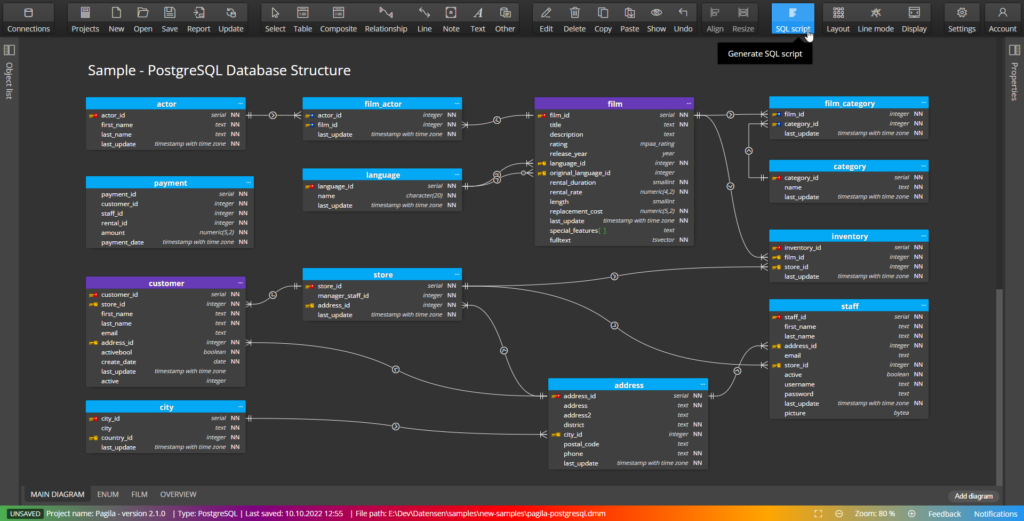 Connections Projects New Open Save Report Update Select Table Composite Relationship Line Note Text Other Edit Delete Copy Paste Show Undo Align Resize SQL script Layout Line mode Display Settings Account
Generate SQL script
Object list
Properties
Sample - PostgreSQL Database Structure
actor
actor_id serial NN
first_name text NN
last_name text NN
last_update timestamp with time zone NN
film_actor
actor_id integer NN
film_id integer NN
last_update timestamp with time zone NN
film
film_id serial NN
title text NN
description text
rating mpaa_rating
release_year year
language_id integer NN
original_language_id integer
rental_duration smallint NN
rental_rate numeric(4,2) NN
length smallint
replacement_cost numeric(5,2) NN
last_update timestamp with time zone NN
special_features[ ] text
fulltext tsvector NN
film_category
film_id integer NN
category_id integer NN
last_update timestamp with time zone NN
payment
payment_id serial NN
customer_id integer NN
staff_id integer NN
rental_id integer NN
amount numeric(5,2) NN
payment_date timestamp with time zone NN
language
language_id serial NN
name character(20) NN
last_update timestamp with time zone NN
category
category_id serial NN
name text NN
last_update timestamp with time zone NN
inventory
inventory_id serial NN
film_id integer NN
store_id integer NN
last_update timestamp with time zone NN
customer
customer_id serial NN
store_id integer NN
first_name text NN
last_name text NN
email text
address_id integer NN
activebool boolean NN
create_date date NN
last_update timestamp with time zone
active integer
store
store_id serial NN
manager_staff_id integer NN
address_id integer NN
last_update timestamp with time zone NN
staff
staff_id serial NN
first_name text NN
last_name text NN
address_id integer NN
email text
store_id integer NN
active boolean NN
username text NN
password text
last_update timestamp with time zone NN
picture bytea
city
city_id serial NN
city text NN
country_id integer NN
last_update timestamp with time zone NN
address
address_id serial NN
address text NN
address2 text
district text NN
city_id integer NN
postal_code text
phone text NN
last_update timestamp with time zone NN
MAIN DIAGRAM ENUM FILM OVERVIEW
Add diagram
UNSAVED Project name: Pagila - version 2.1.0 | Type: PostgreSQL | Last saved: 10.10.2022 12:55 | File path: E:\Dev\Datensen\samples\new-samples\pagila-postgresql.dmm Zoom: 80 % Feedback Notifications